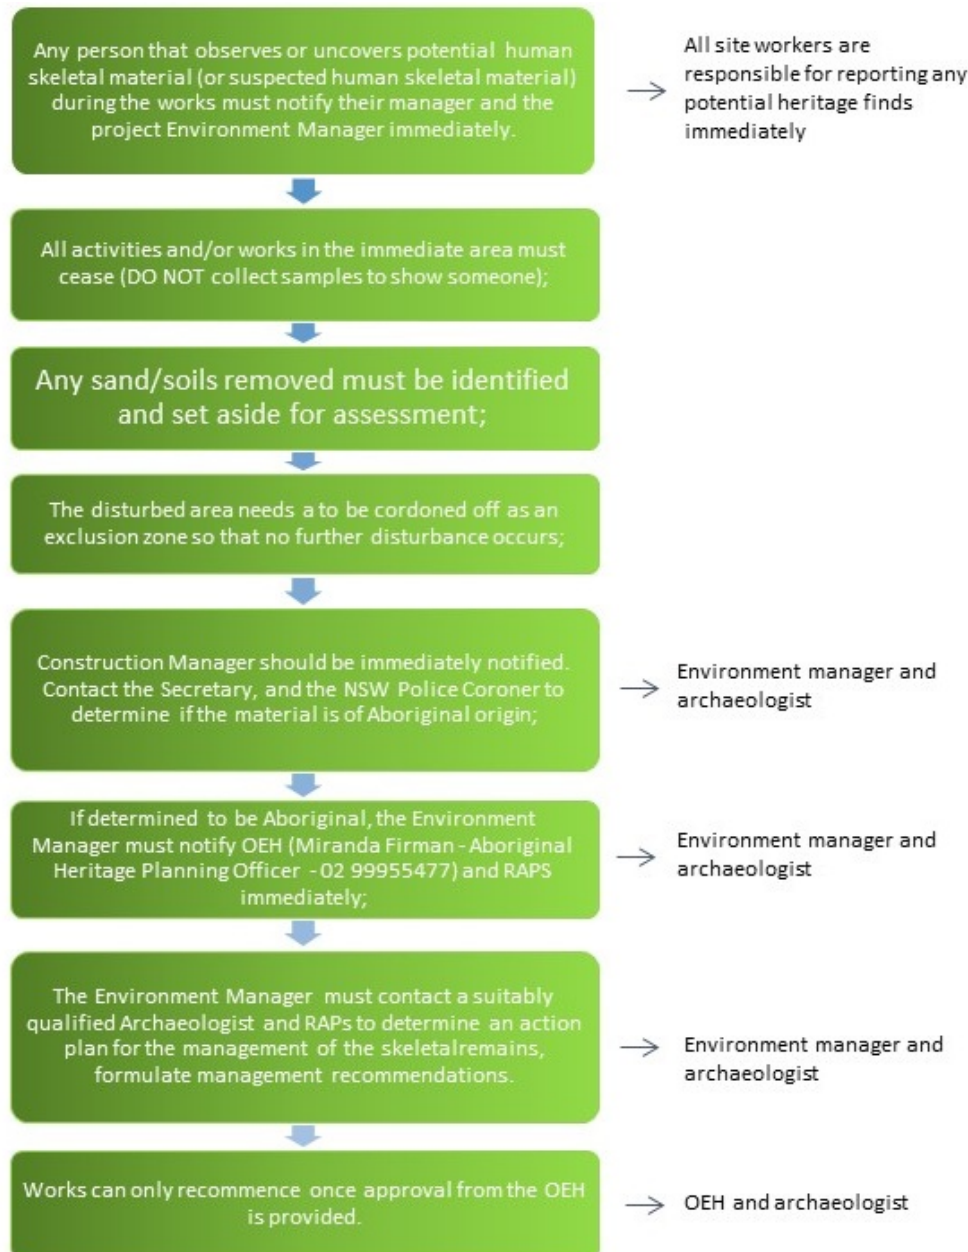 Any person that observes or uncovers potential human
skeletal material (or suspected human skeletal material)
during the works must notify their manager and the
project Environment Manager immediately.
All site workers are
responsible for reporting any
potential heritage finds
immediately
All activities and/or works in the immediate area must
cease (DO NOT collect samples to show someone);
Any sand/soils removed must be identified
and set aside for assessment;
The disturbed area needs a to be cordoned off as an
exclusion zone so that no further disturbance occurs;
Construction Manager should be immediately notified.
Contact the Secretary, and the NSW Police Coroner to
determine if the material is of Aboriginal origin;
Environment manager and
archaeologist
If determined to be Aboriginal, the Environment
Manager must notify OEH (Miranda Firman - Aboriginal
Heritage Planning Officer - 02 99955477) and RAPS
immediately;
Environment manager and
archaeologist
The Environment Manager must contact a suitably
qualified Archaeologist and RAPs to determine an action
plan for the management of the skeletalremains,
formulate management recommendations.
Environment manager and
archaeologist
Works can only recommence once approval from the OEH
is provided.
OEH and archaeologist